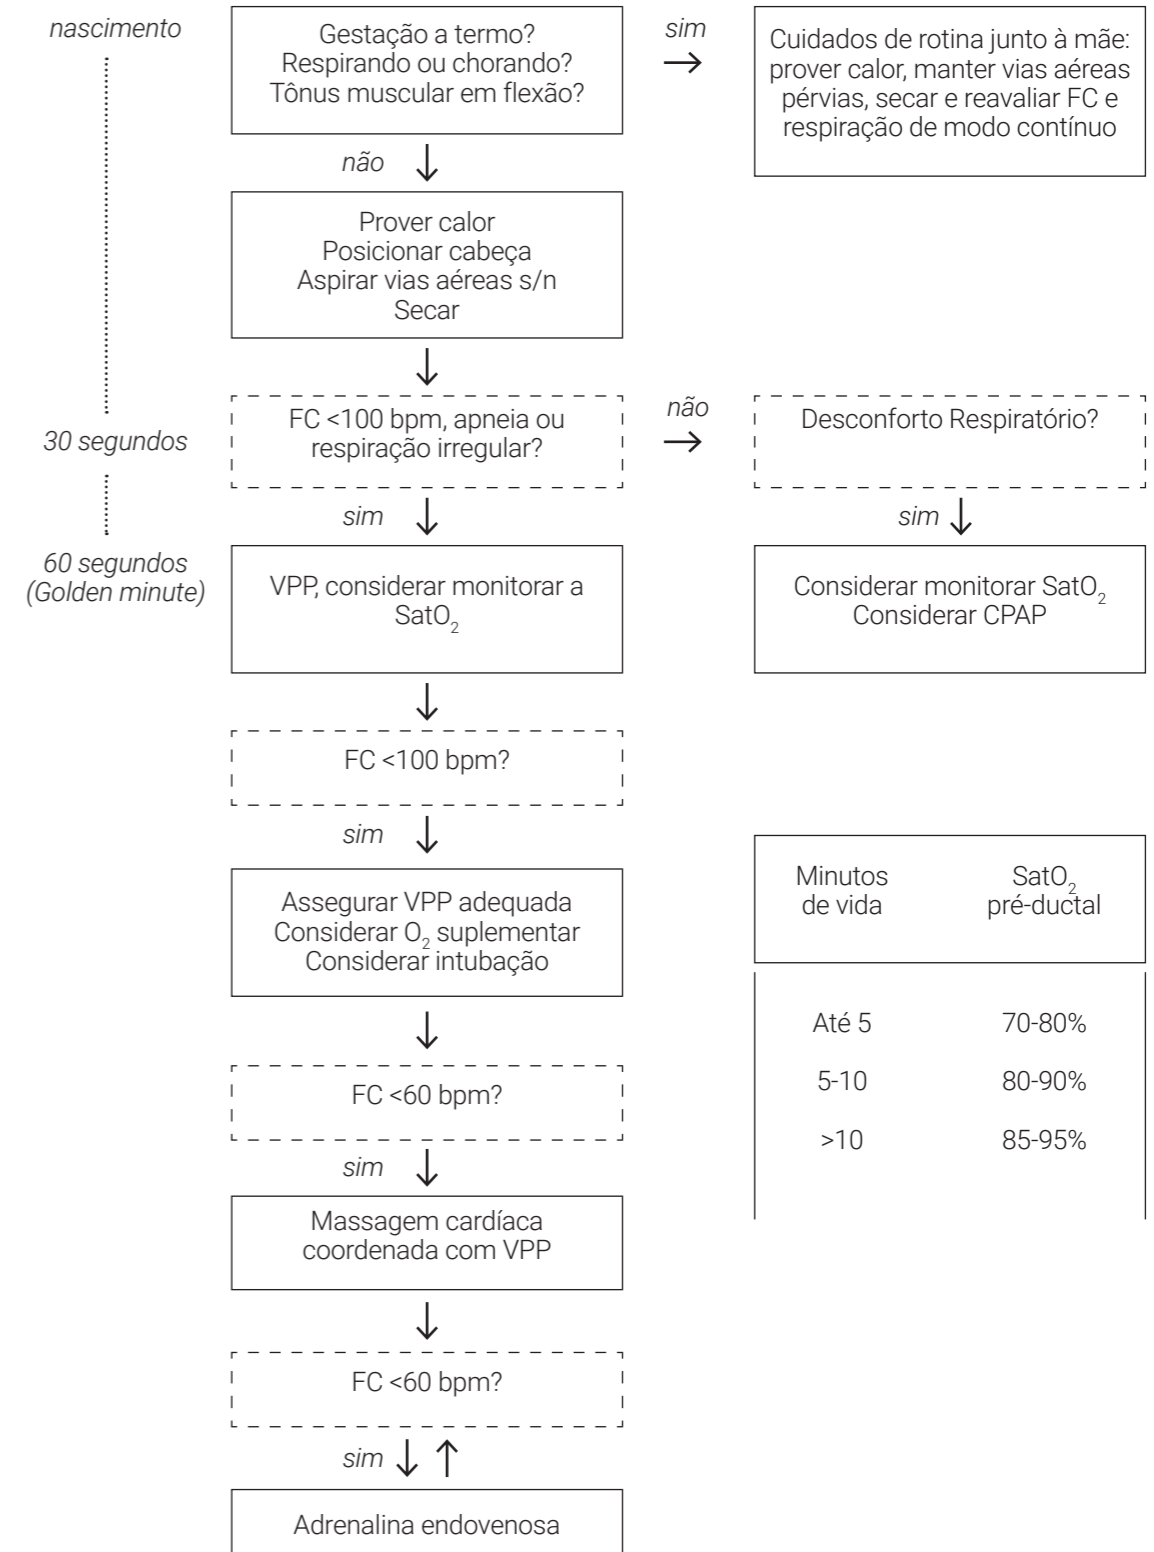 nascimento
Gestação a termo?
Respirando ou chorando?
Tônus muscular em flexão?
sim
Cuidados de rotina junto à mãe:
prover calor, manter vias aéreas
pérvias, secar e reavaliar FC e
respiração de modo contínuo
não
Prover calor
Posicionar cabeça
Aspirar vias aéreas s/n
Secar
30 segundos
FC <100 bpm, apneia ou
respiração irregular?
não
Desconforto Respiratório?
sim
sim
60 segundos
(Golden minute)
VPP, considerar monitorar a
SatO₂
Considerar monitorar SatO₂
Considerar CPAP
FC <100 bpm?
sim
Assegurar VPP adequada
Considerar O₂ suplementar
Considerar intubação
FC <60 bpm?
sim
Massagem cardíaca
coordenada com VPP
FC <60 bpm?
sim
Adrenalina endovenosa
Minutos
de vida
SatO₂
pré-ductal
Até 5 70-80%
5-10 80-90%
>10 85-95%